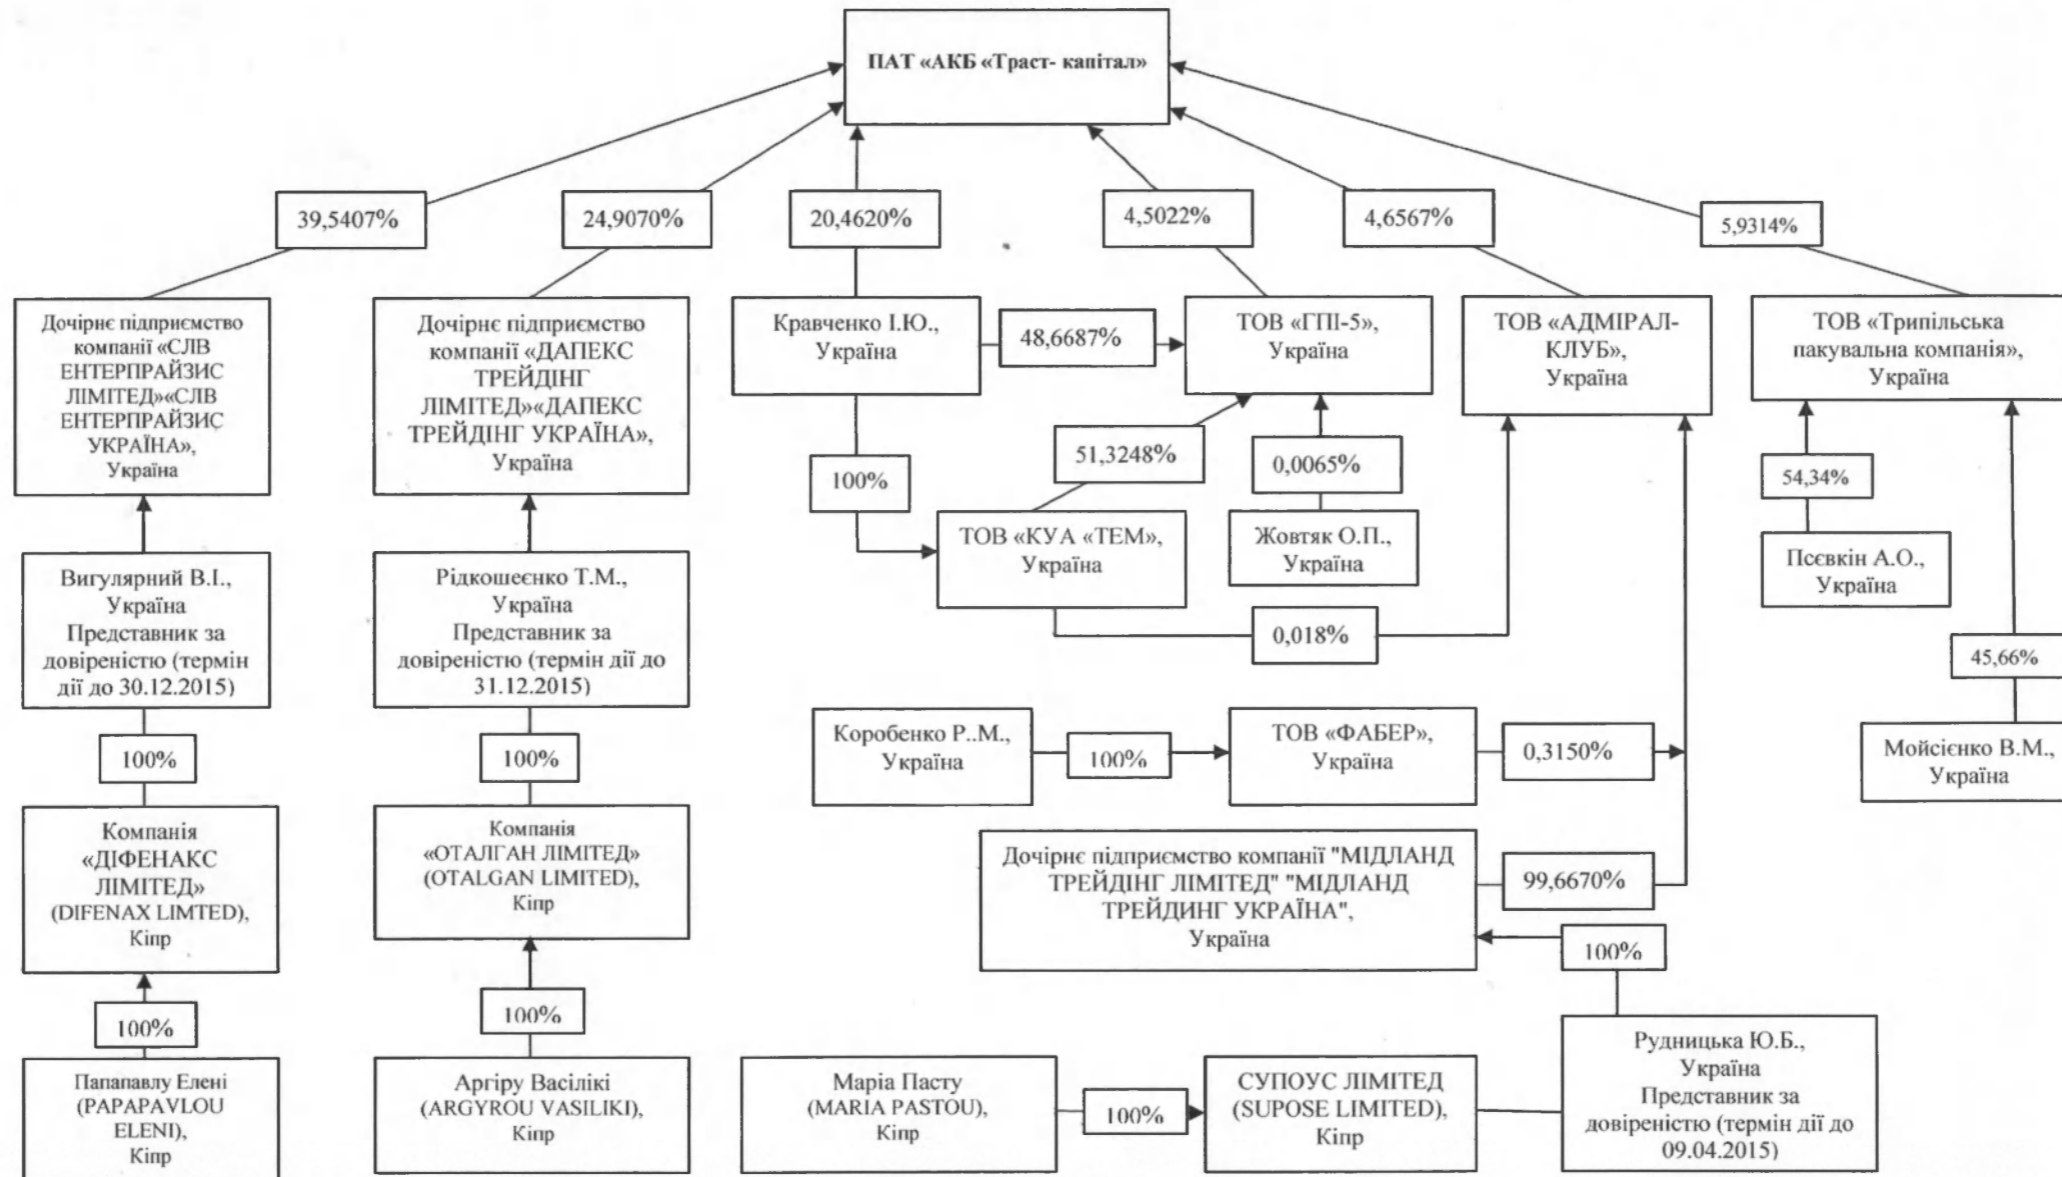 ПАТ «АКБ «Траст- капітал»
39,5407%
24,9070%
20,4620%
4,5022%
4,6567%
5,9314%
Дочірнє підприємство
компанії «СЛВ
ЕНТЕРПРАЙЗИС
ЛІМІТЕД»«СЛВ
ЕНТЕРПРАЙЗИС
УКРАЇНА»,
Україна
Дочірнє підприємство
компанії «ДАПЕКС
ТРЕЙДІНГ
ЛІМІТЕД»«ДАПЕКС
ТРЕЙДІНГ УКРАЇНА»,
Україна
Кравченко І.Ю.,
Україна
48,6687%
ТОВ «ГПІ-5»,
Україна
ТОВ «АДМІРАЛ-
КЛУБ»,
Україна
ТОВ «Трипільська
пакувальна компанія»,
Україна
100%
51,3248%
0,0065%
54,34%
ТОВ «КУА «ТЕМ»,
Україна
Жовтяк О.П.,
Україна
Пєєвкін А.О.,
Україна
Вигулярний В.І.,
Україна
Представник за
довіреністю (термін
дії до 30.12.2015)
Рідкошеєнко Т.М.,
Україна
Представник за
довіреністю (термін дії до
31.12.2015)
0,018%
45,66%
100%
100%
Коробенко Р..М.,
Україна
100%
ТОВ «ФАБЕР»,
Україна
0,3150%
Мойсієнко В.М.,
Україна
Компанія
«ДІФЕНАКС
ЛІМІТЕД»
(DIFENAX LIMTED),
Кіпр
Компанія
«ОТАЛГАН ЛІМІТЕД»
(OTALGAN LIMITED),
Кіпр
Дочірнє підприємство компанії "МІДЛАНД
ТРЕЙДІНГ ЛІМІТЕД" "МІДЛАНД
ТРЕЙДИНГ УКРАЇНА",
Україна
99,6670%
100%
100%
100%
Папапавлу Елені
(PAPAPAVLOU
ELENI),
Кіпр
Аргіру Васілікі
(ARGYROU VASILIKI),
Кіпр
Маріа Пасту
(MARIA PASTOU),
Кіпр
100%
СУПОУС ЛІМІТЕД
(SUPOSE LIMITED),
Кіпр
Рудницька Ю.Б.,
Україна
Представник за
довіреністю (термін дії до
09.04.2015)